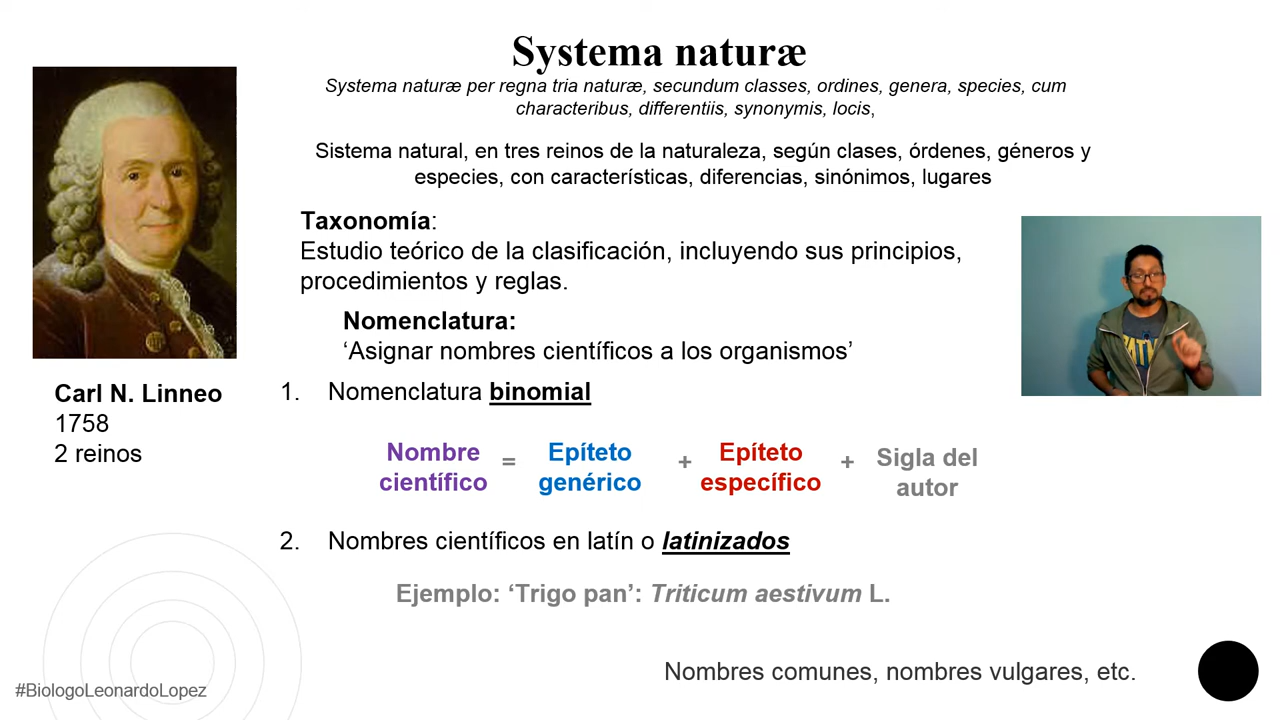 Systema naturæ
Systema naturæ per regna tria naturæ, secundum classes, ordines, genera, species, cum
characteribus, differentiis, synonymis, locis,
Sistema natural, en tres reinos de la naturaleza, según clases, órdenes, géneros y
especies, con características, diferencias, sinónimos, lugares
Taxonomía:
Estudio teórico de la clasificación, incluyendo sus principios,
procedimientos y reglas.
Nomenclatura:
‘Asignar nombres científicos a los organismos’
Carl N. Linneo
1758
2 reinos
1. Nomenclatura binomial
Nombre científico = Epíteto genérico + Epíteto específico + Sigla del autor
2. Nombres científicos en latín o latinizados
Ejemplo: ‘Trigo pan’: Triticum aestivum L.
Nombres comunes, nombres vulgares, etc.
#BiologoLeonardoLopez